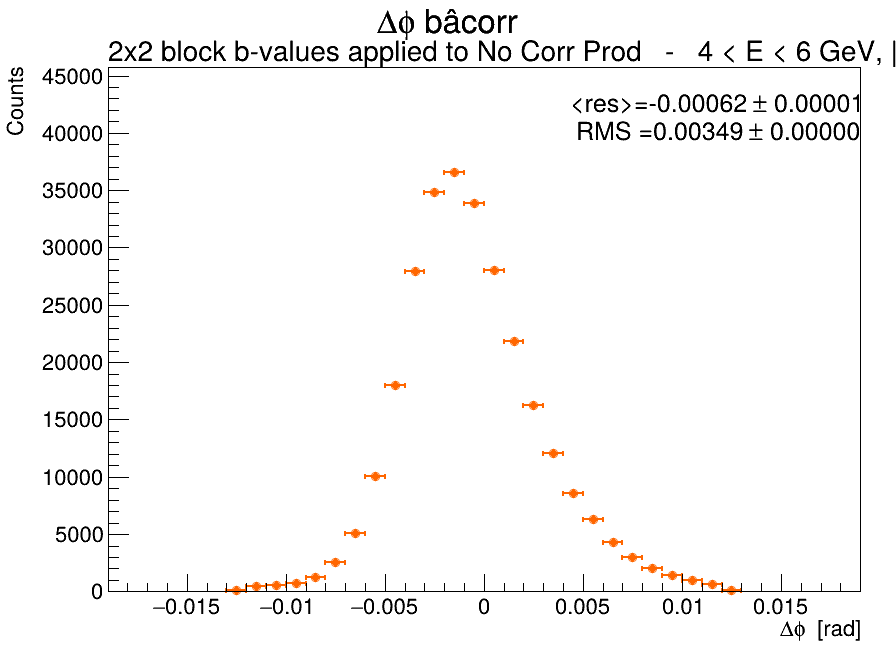 Δϕ bâcorr
2x2 block b-values applied to No Corr Prod - 4 < E < 6 GeV, |
Counts
<res>=-0.00062 ± 0.00001
RMS =0.00349 ± 0.00000
45000
40000
35000
30000
25000
20000
15000
10000
5000
0
−0.015 −0.01 −0.005 0 0.005 0.01 0.015
Δϕ [rad]